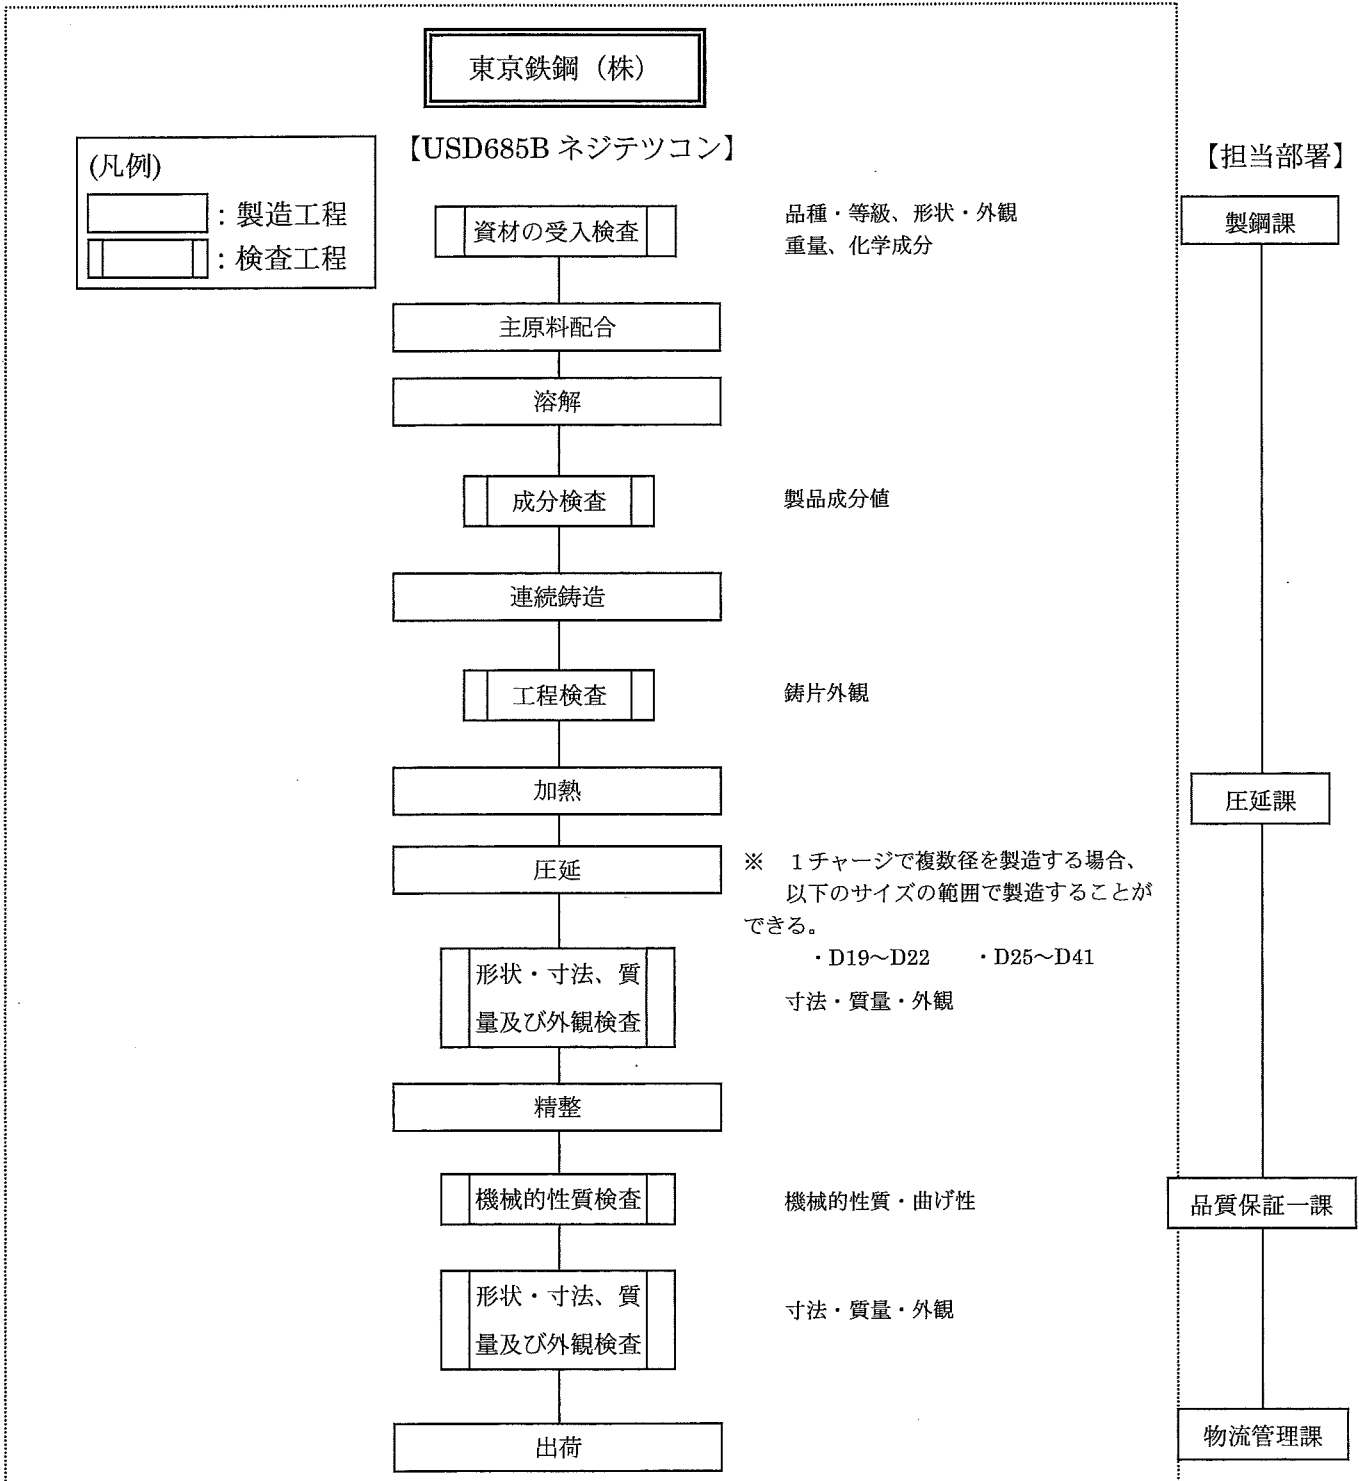 東京鉄鋼（株）
【USD685B ネジテツコン】
【担当部署】
(凡例)
：製造工程
：検査工程
資材の受入検査
品種・等級、形状・外観
重量、化学成分
製鋼課
主原料配合
溶解
成分検査
製品成分値
連続鋳造
工程検査
鋳片外観
加熱
圧延課
圧延
※　１チャージで複数径を製造する場合、
以下のサイズの範囲で製造することが
できる。
・D19～D22　・D25～D41
形状・寸法、質
量及び外観検査
寸法・質量・外観
精整
機械的性質検査
機械的性質・曲げ性
品質保証一課
形状・寸法、質
量及び外観検査
寸法・質量・外観
出荷
物流管理課